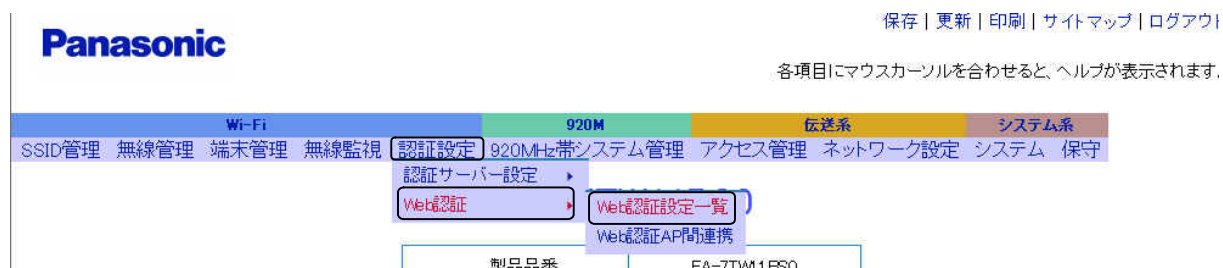 保存 | 更新 | 印刷 | サイトマップ | ログアウト
Panasonic
各項目にマウスカーソルを合わせると、ヘルプが表示されます。
Wi-Fi 920M 伝送系 システム系
SSID管理 無線管理 端末管理 無線監視 認証設定 920MHz帯システム管理 アクセス管理 ネットワーク設定 システム 保守
認証サーバー設定
Web認証 Web認証設定一覧
Web認証AP間連携
製品品番